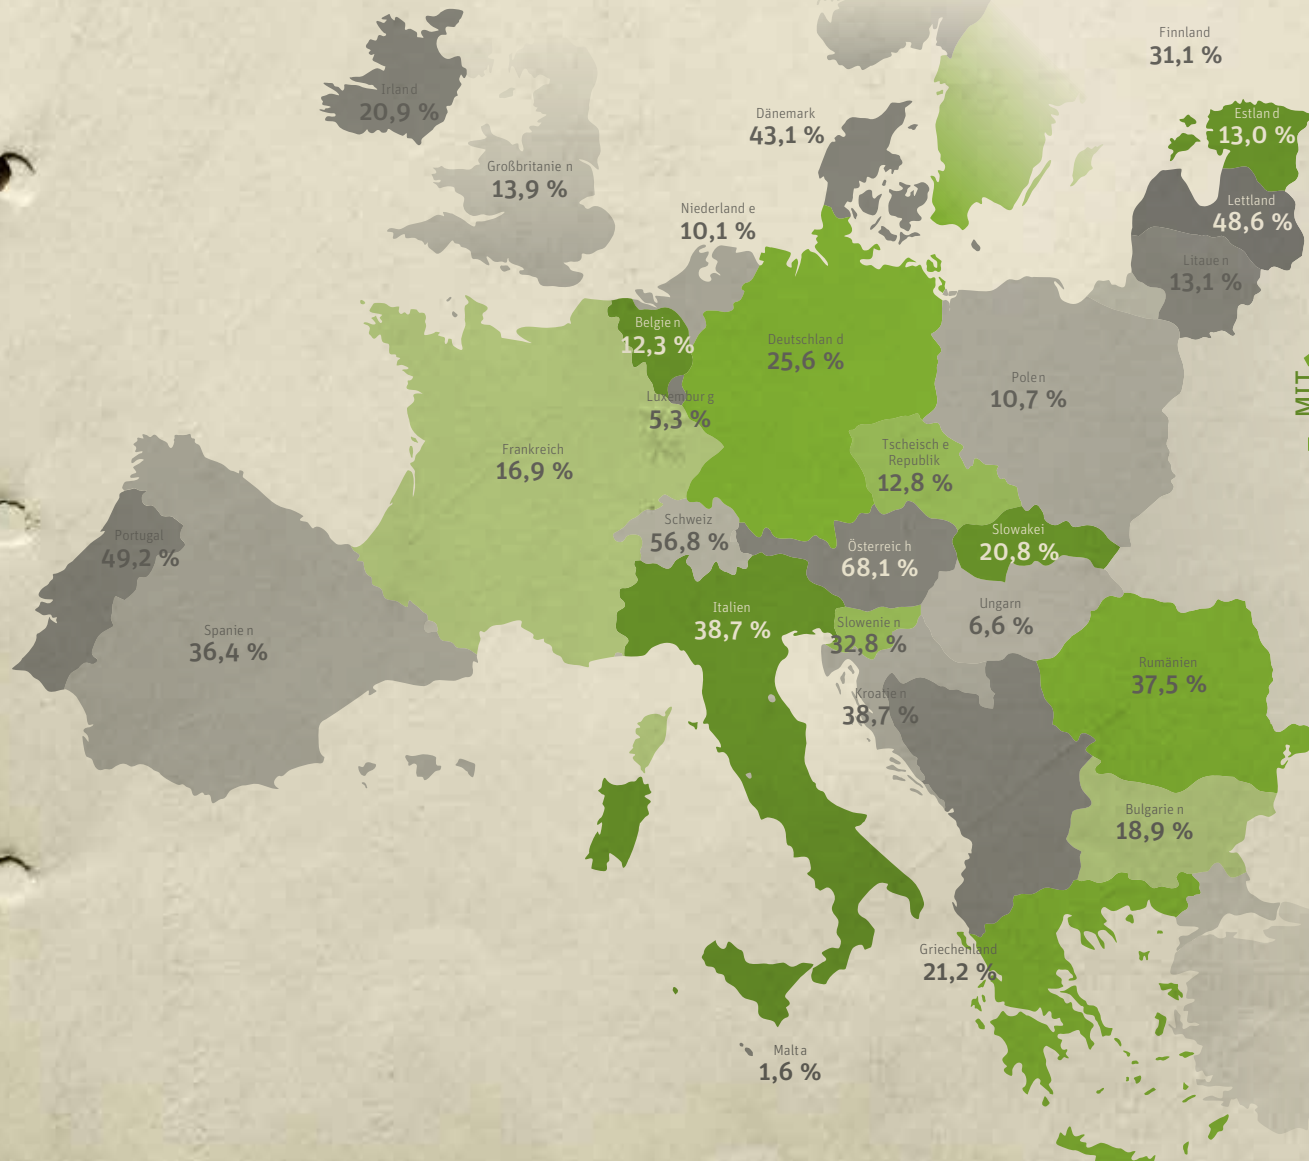 Finnland
31,1 %
Irland
20,9 %
Dänemark
43,1 %
Estland
13,0 %
Großbritanien
13,9 %
Lettland
48,6 %
Niederlande
10,1 %
Litauen
13,1 %
Belgien
12,3 %
Deutschland
25,6 %
Polen
10,7 %
Luxemburg
5,3 %
MIT
Frankreich
16,9 %
Tscheische
Republik
12,8 %
Portugal
49,2 %
Schweiz
56,8 %
Österreich
68,1 %
Slowakei
20,8 %
Spanien
36,4 %
Italien
38,7 %
Slowenien
32,8 %
Ungarn
6,6 %
Rumänien
37,5 %
Kroatien
38,7 %
Bulgarien
18,9 %
Griechenland
21,2 %
Malta
1,6 %